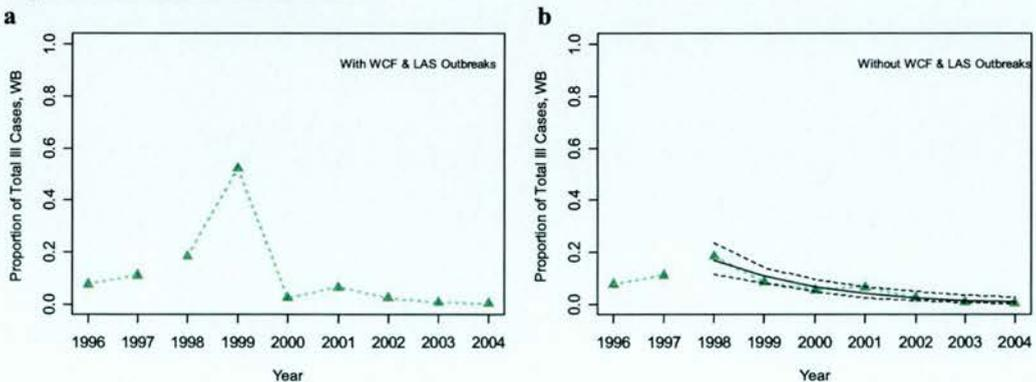 a
With WCF & LAS Outbreaks
Proportion of Total Ill Cases, WB
1.0
0.8
0.6
0.4
0.2
0.0
1996 1997 1998 1999 2000 2001 2002 2003 2004
Year
b
Without WCF & LAS Outbreaks
Proportion of Total Ill Cases, WB
1.0
0.8
0.6
0.4
0.2
0.0
1996 1997 1998 1999 2000 2001 2002 2003 2004
Year